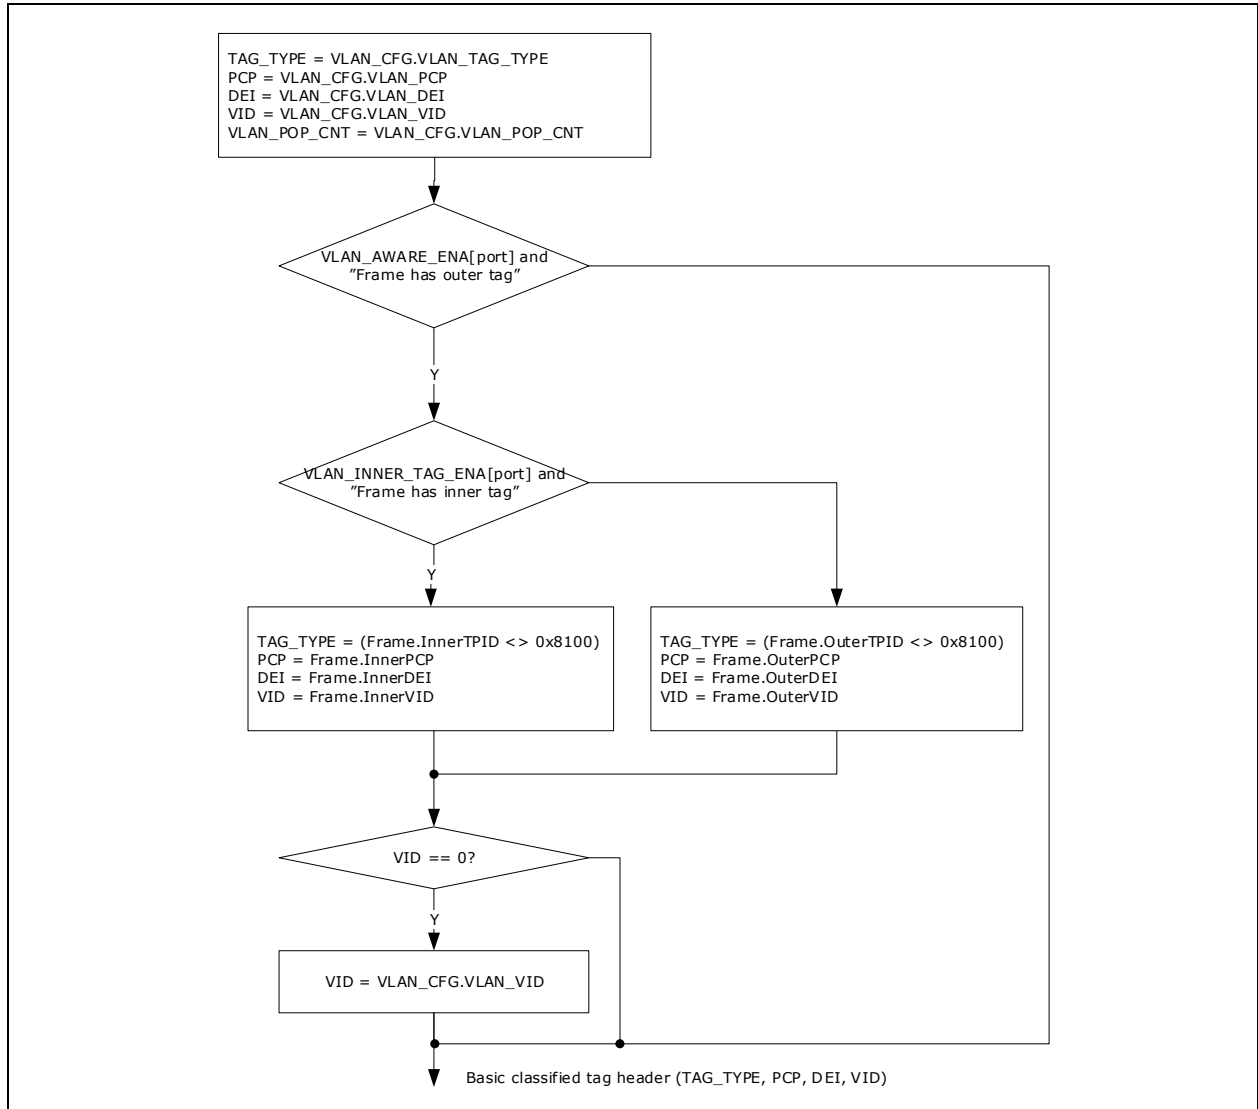 TAG_TYPE = VLAN_CFG.VLAN_TAG_TYPE
PCP = VLAN_CFG.VLAN_PCP
DEI = VLAN_CFG.VLAN_DEI
VID = VLAN_CFG.VLAN_VID
VLAN_POP_CNT = VLAN_CFG.VLAN_POP_CNT
VLAN_AWARE_ENA[port] and
”Frame has outer tag”
Y
VLAN_INNER_TAG_ENA[port] and
”Frame has inner tag”
Y
TAG_TYPE = (Frame.InnerTPID <> 0x8100)
PCP = Frame.InnerPCP
DEI = Frame.InnerDEI
VID = Frame.InnerVID
TAG_TYPE = (Frame.OuterTPID <> 0x8100)
PCP = Frame.OuterPCP
DEI = Frame.OuterDEI
VID = Frame.OuterVID
VID == 0?
Y
VID = VLAN_CFG.VLAN_VID
Basic classified tag header (TAG_TYPE, PCP, DEI, VID)